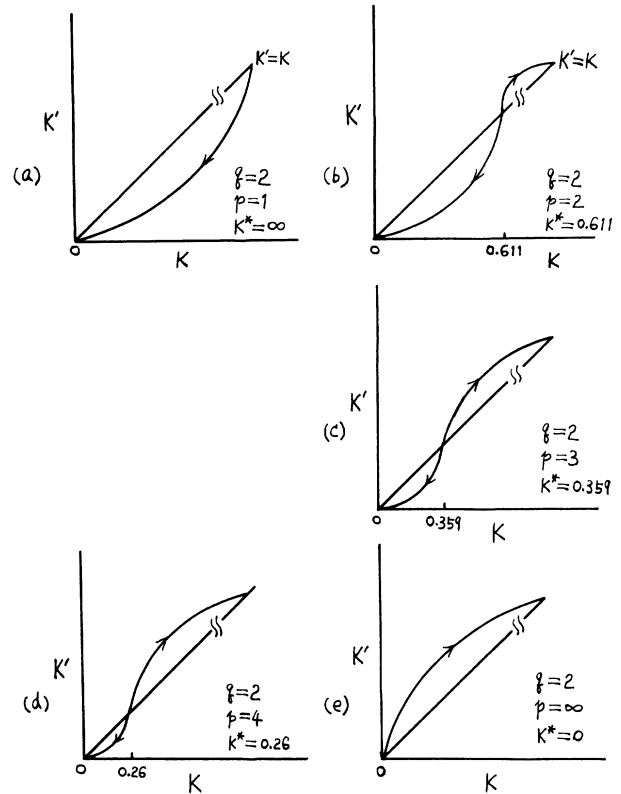 K'=K
K'
(a)
q=2
p=1
K*=∞
0
K
K'=K
K'
(b)
q=2
p=2
K*=0.611
0
0.611
K
K'
(c)
q=2
p=3
K*=0.359
0
0.359
K
K'
(d)
q=2
p=4
K*=0.26
0
0.26
K
K'
(e)
q=2
p=∞
K*=0
0
K